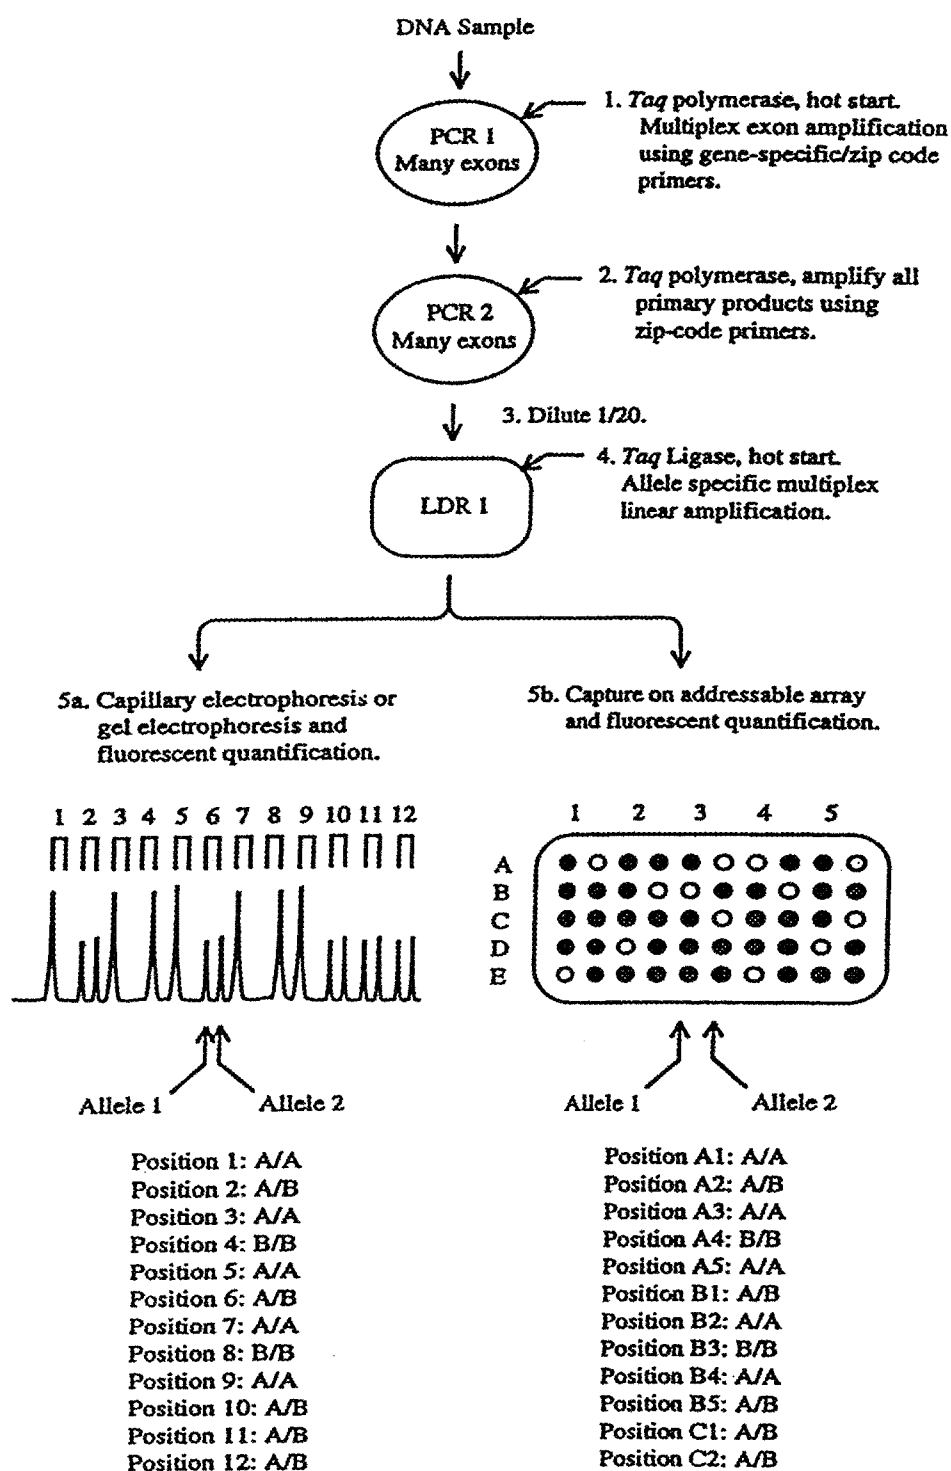 DNA Sample
PCR 1
Many exons
1. Taq polymerase, hot start.
Multiplex exon amplification
using gene-specific/zip code
primers.
PCR 2
Many exons
2. Taq polymerase, amplify all
primary products using
zip-code primers.
3. Dilute 1/20.
LDR 1
4. Taq Ligase, hot start.
Allele specific multiplex
linear amplification.
5a. Capillary electrophoresis or
gel electrophoresis and
fluorescent quantification.
1 2 3 4 5 6 7 8 9 10 11 12
Allele 1 Allele 2
Position 1: A/A
Position 2: A/B
Position 3: A/A
Position 4: B/B
Position 5: A/A
Position 6: A/B
Position 7: A/A
Position 8: B/B
Position 9: A/A
Position 10: A/B
Position 11: A/B
Position 12: A/B
5b. Capture on addressable array
and fluorescent quantification.
1 2 3 4 5
A
B
C
D
E
Allele 1 Allele 2
Position A1: A/A
Position A2: A/B
Position A3: A/A
Position A4: B/B
Position A5: A/A
Position B1: A/B
Position B2: A/A
Position B3: B/B
Position B4: A/A
Position B5: A/B
Position C1: A/B
Position C2: A/B